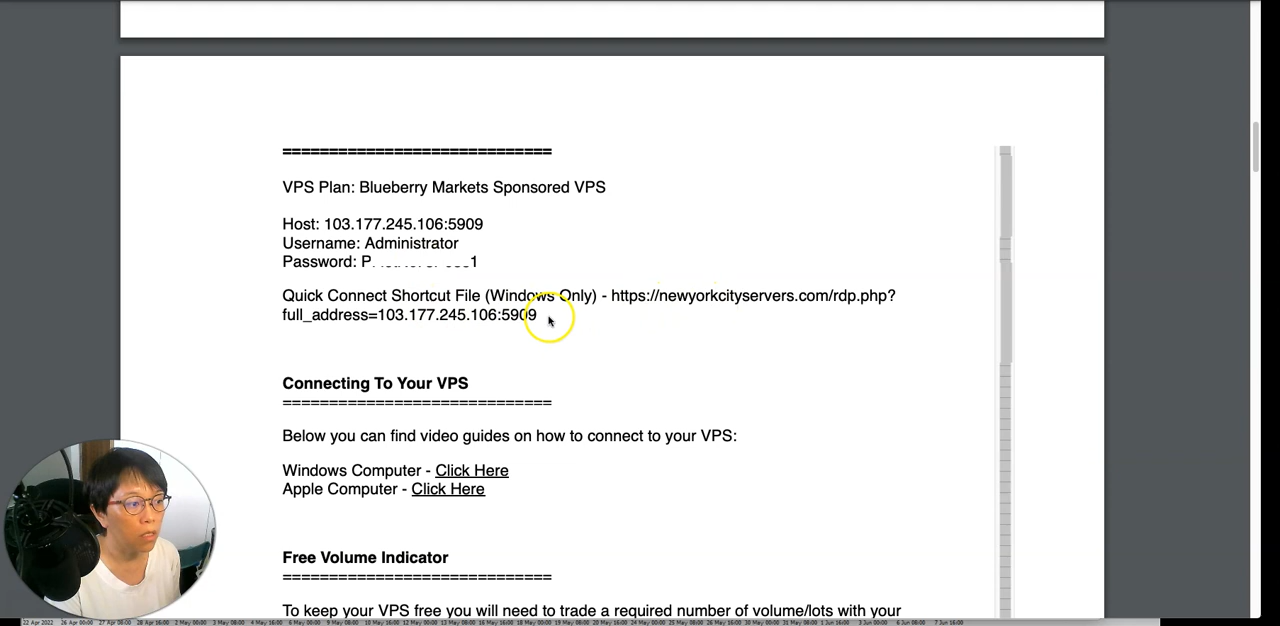 ===========================
VPS Plan: Blueberry Markets Sponsored VPS
Host: 103.177.245.106:5909
Username: Administrator
Password:
Quick Connect Shortcut File (Windows Only) - https://newyorkcityservers.com/rdp.php?
full_address=103.177.245.106:5909
Connecting To Your VPS
===========================
Below you can find video guides on how to connect to your VPS:
Windows Computer - Click Here
Apple Computer - Click Here
Free Volume Indicator
===========================
To keep your VPS free you will need to trade a required number of volume/lots with your